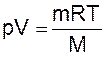 pV = mRT / M